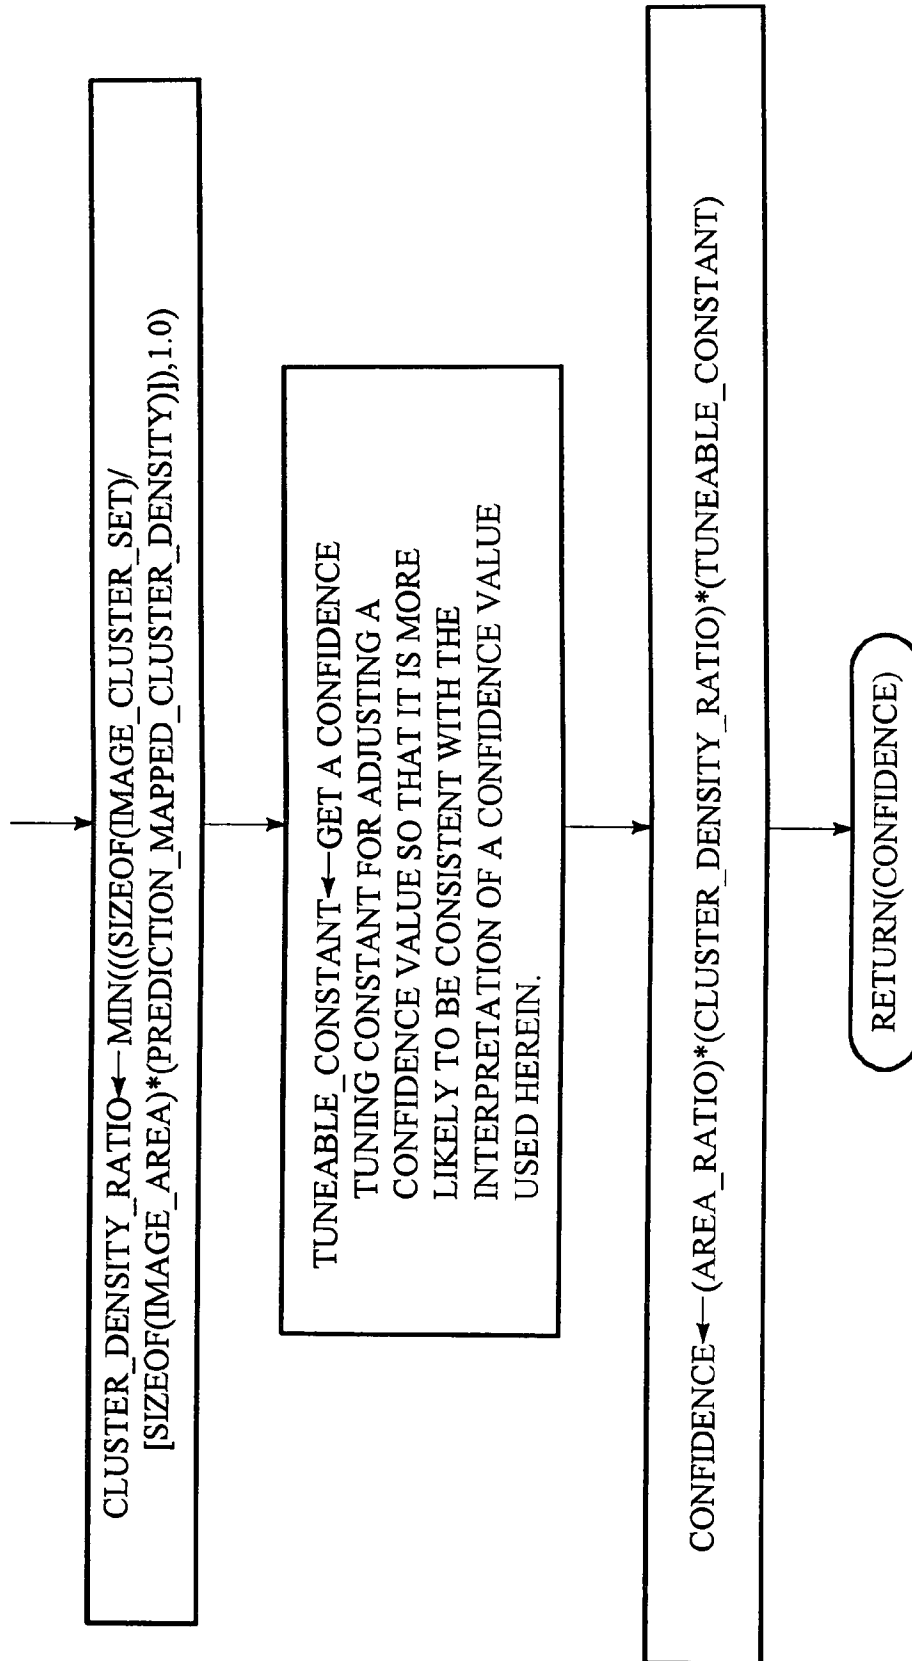 CLUSTER_DENSITY_RATIO←MIN(((SIZEOF(IMAGE_CLUSTER_SET)/
[SIZEOF(IMAGE_AREA)*(PREDICTION_MAPPED_CLUSTER_DENSITY)]),1.0)
TUNEABLE_CONSTANT←GET A CONFIDENCE
TUNING CONSTANT FOR ADJUSTING A
CONFIDENCE VALUE SO THAT IT IS MORE
LIKELY TO BE CONSISTENT WITH THE
INTERPRETATION OF A CONFIDENCE VALUE
USED HEREIN.
CONFIDENCE←(AREA_RATIO)*(CLUSTER_DENSITY_RATIO)*(TUNEABLE_CONSTANT)
RETURN(CONFIDENCE)